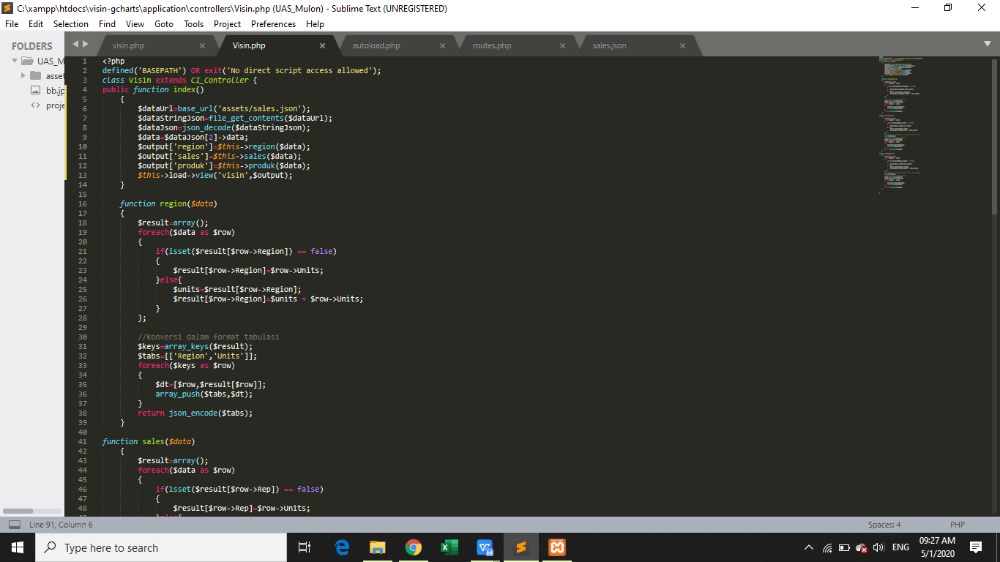 C:\xampp\htdocs\visin-gcharts\application\controllers\Visin.php (UAS_Mulon) - Sublime Text (UNREGISTERED)
File Edit Selection Find View Goto Tools Project Preferences Help
FOLDERS
UAS_M
asset
bb.jp
proje
visin.php Visin.php autoload.php routes.php sales.json
1 <?php
2 defined('BASEPATH') OR exit('No direct script access allowed');
3 class Visin extends CI_Controller {
4 public function index()
5 {
6 $dataUrl=base_url('assets/sales.json');
7 $dataStringJson=file_get_contents($dataUrl);
8 $dataJson=json_decode($dataStringJson);
9 $data=$dataJson[2]->data;
10 $output['region']=$this->region($data);
11 $output['sales']=$this->sales($data);
12 $output['produk']=$this->produk($data);
13 $this->load->view('visin',$output);
14 }
15
16 function region($data)
17 {
18 $result=array();
19 foreach($data as $row)
20 {
21 if(isset($result[$row->Region]) == false)
22 {
23 $result[$row->Region]=$row->Units;
24 }else{
25 $units=$result[$row->Region];
26 $result[$row->Region]=$units + $row->Units;
27 }
28 };
29
30 //konversi dalam format tabulasi
31 $keys=array_keys($result);
32 $tabs=[['Region','Units']];
33 foreach($keys as $row)
34 {
35 $dt=[$row,$result[$row]];
36 array_push($tabs,$dt);
37 }
38 return json_encode($tabs);
39 }
40
41 function sales($data)
42 {
43 $result=array();
44 foreach($data as $row)
45 {
46 if(isset($result[$row->Rep]) == false)
47 {
48 $result[$row->Rep]=$row->Units;
Line 91, Column 6 Spaces: 4 PHP
Type here to search
ENG
09:27 AM
5/1/2020